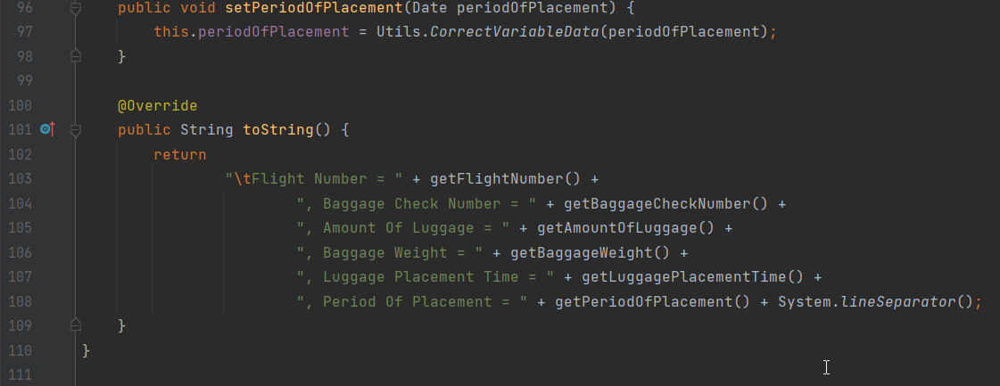 96 public void setPeriodOfPlacement(Date periodOfPlacement) {
97 this.periodOfPlacement = Utils.CorrectVariableData(periodOfPlacement);
98 }
99
100 @Override
101 public String toString() {
102 return
103 "\tFlight Number = " + getFlightNumber() +
104 ", Baggage Check Number = " + getBaggageCheckNumber() +
105 ", Amount Of Luggage = " + getAmountOfLuggage() +
106 ", Baggage Weight = " + getBaggageWeight() +
107 ", Luggage Placement Time = " + getLuggagePlacementTime() +
108 ", Period Of Placement = " + getPeriodOfPlacement() + System.lineSeparator();
109 }
110 }
111